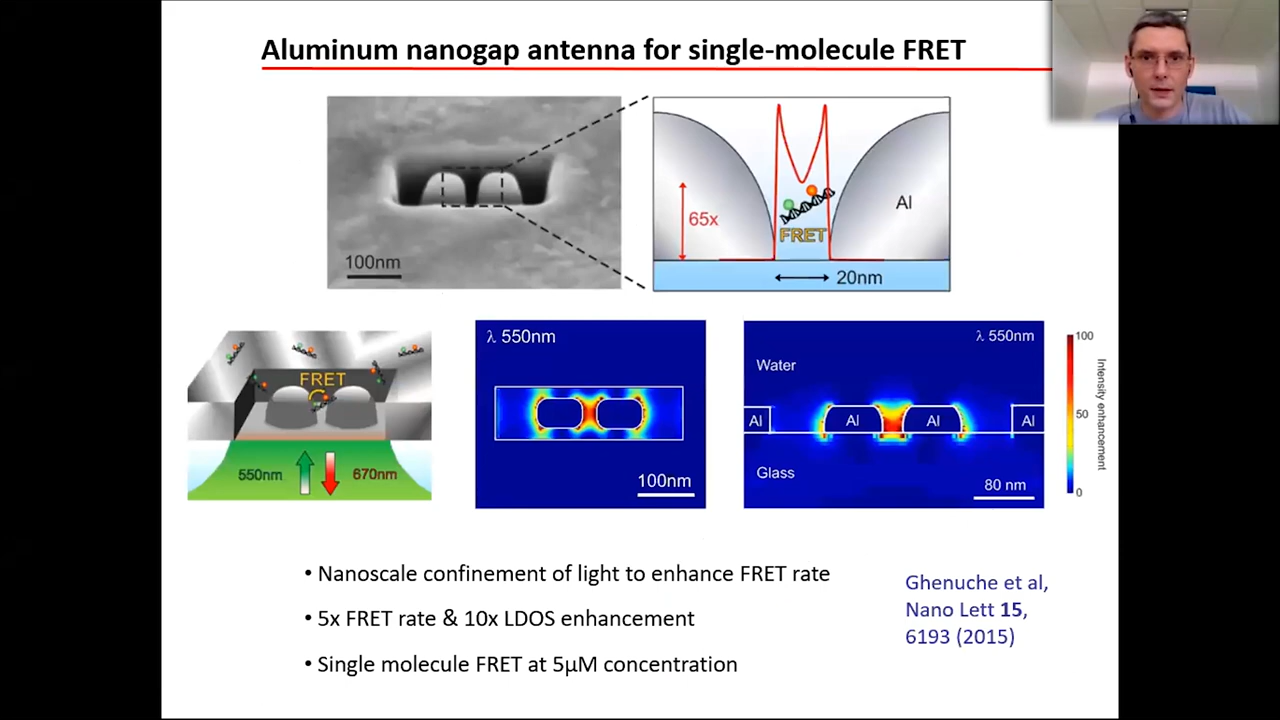 Aluminum nanogap antenna for single-molecule FRET
100nm
65x
FRET
Al
20nm
FRET
550nm
670nm
λ 550nm
100nm
λ 550nm
Water
Al
Al
Al
Al
Glass
80 nm
100
50
0
Intensity enhancement
• Nanoscale confinement of light to enhance FRET rate
• 5x FRET rate & 10x LDOS enhancement
• Single molecule FRET at 5µM concentration
Ghenuche et al,
Nano Lett 15,
6193 (2015)